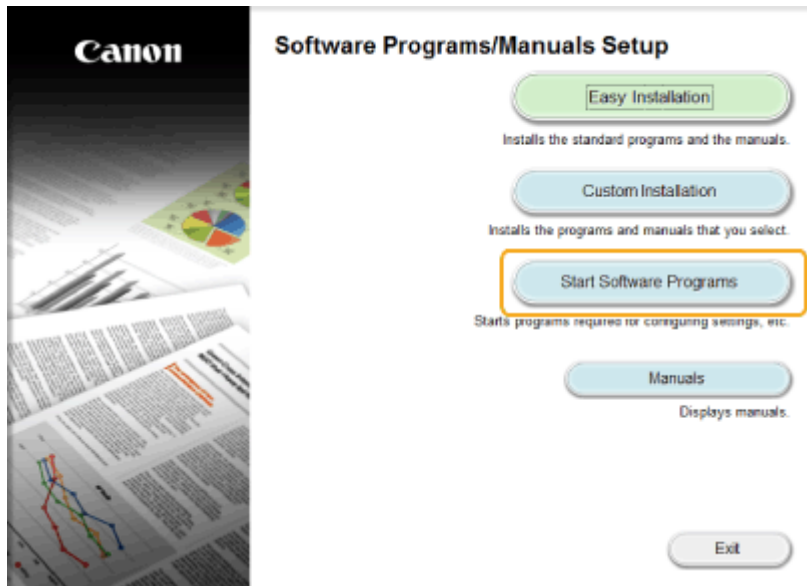 Canon
Software Programs/Manuals Setup
Easy Installation
Installs the standard programs and the manuals.
Custom Installation
Installs the programs and manuals that you select.
Start Software Programs
Starts programs required for configuring settings, etc.
Manuals
Displays manuals.
Exit